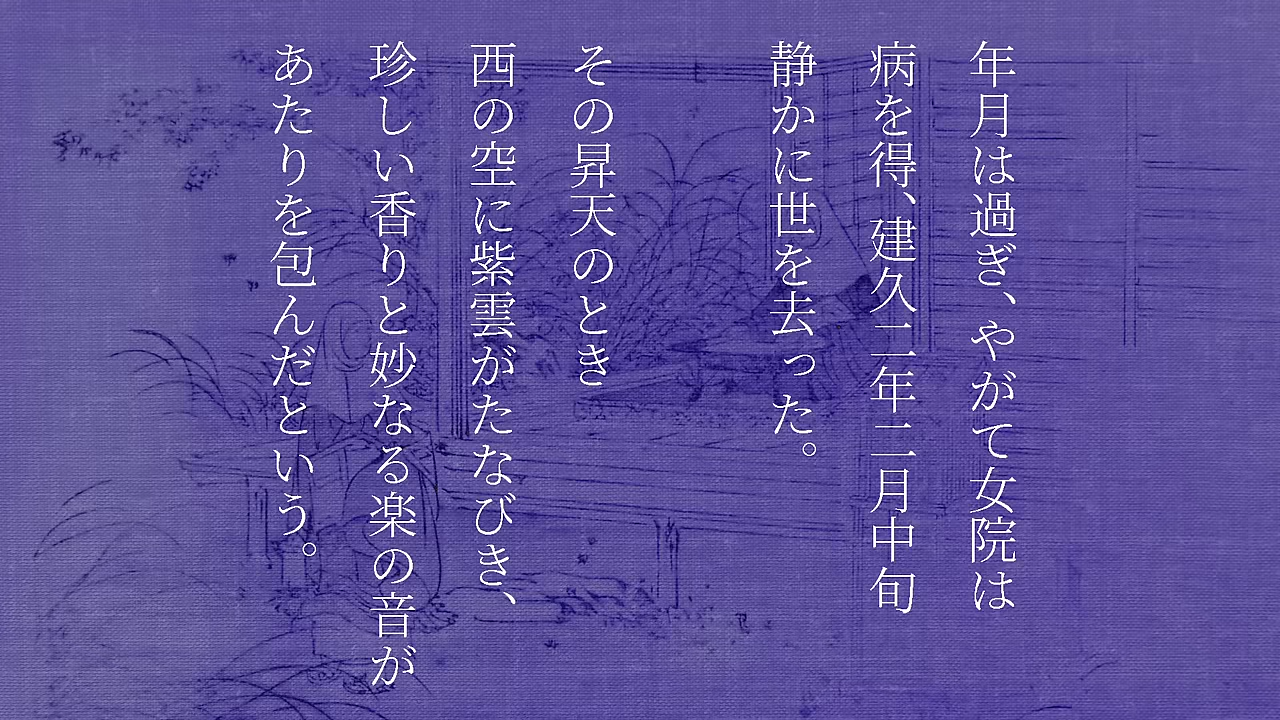 年月は過ぎ、やがて女院は
病を得、建久二年二月中旬
静かに世を去った。
その昇天のとき
西の空に紫雲がたなびき、
珍しい香りと妙なる楽の音が
あたりを包んだという。